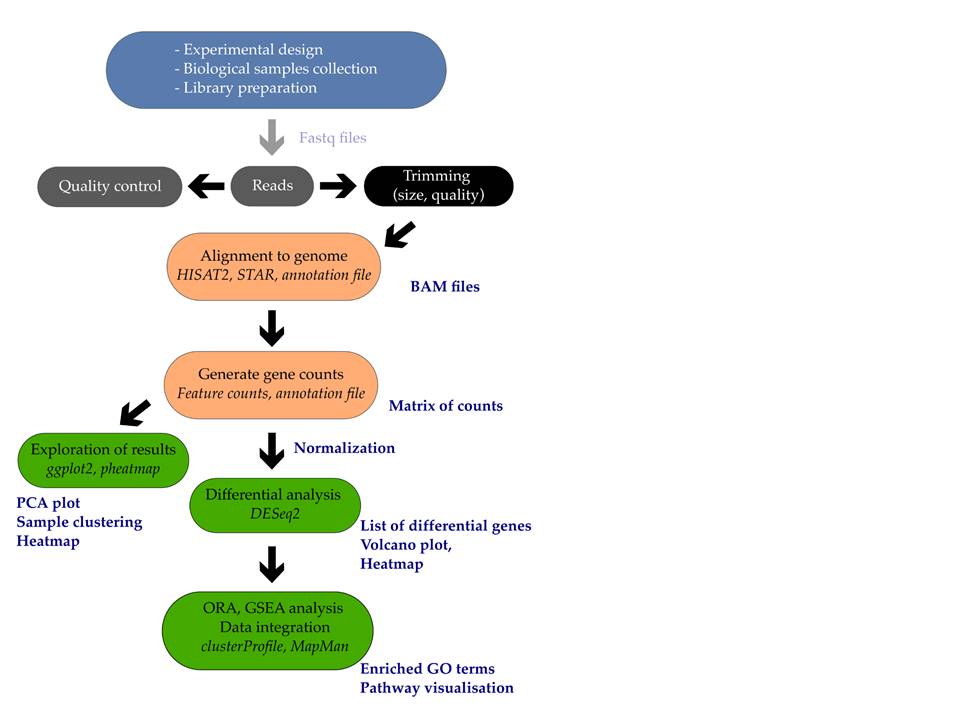 - Experimental design
- Biological samples collection
- Library preparation
Fastq files
Quality control
Reads
Trimming
(size, quality)
Alignment to genome
HISAT2, STAR, annotation file
BAM files
Generate gene counts
Feature counts, annotation file
Matrix of counts
Normalization
Exploration of results
ggplot2, pheatmap
PCA plot
Sample clustering
Heatmap
Differential analysis
DESeq2
List of differential genes
Volcano plot,
Heatmap
ORA, GSEA analysis
Data integration
clusterProfile, MapMan
Enriched GO terms
Pathway visualisation